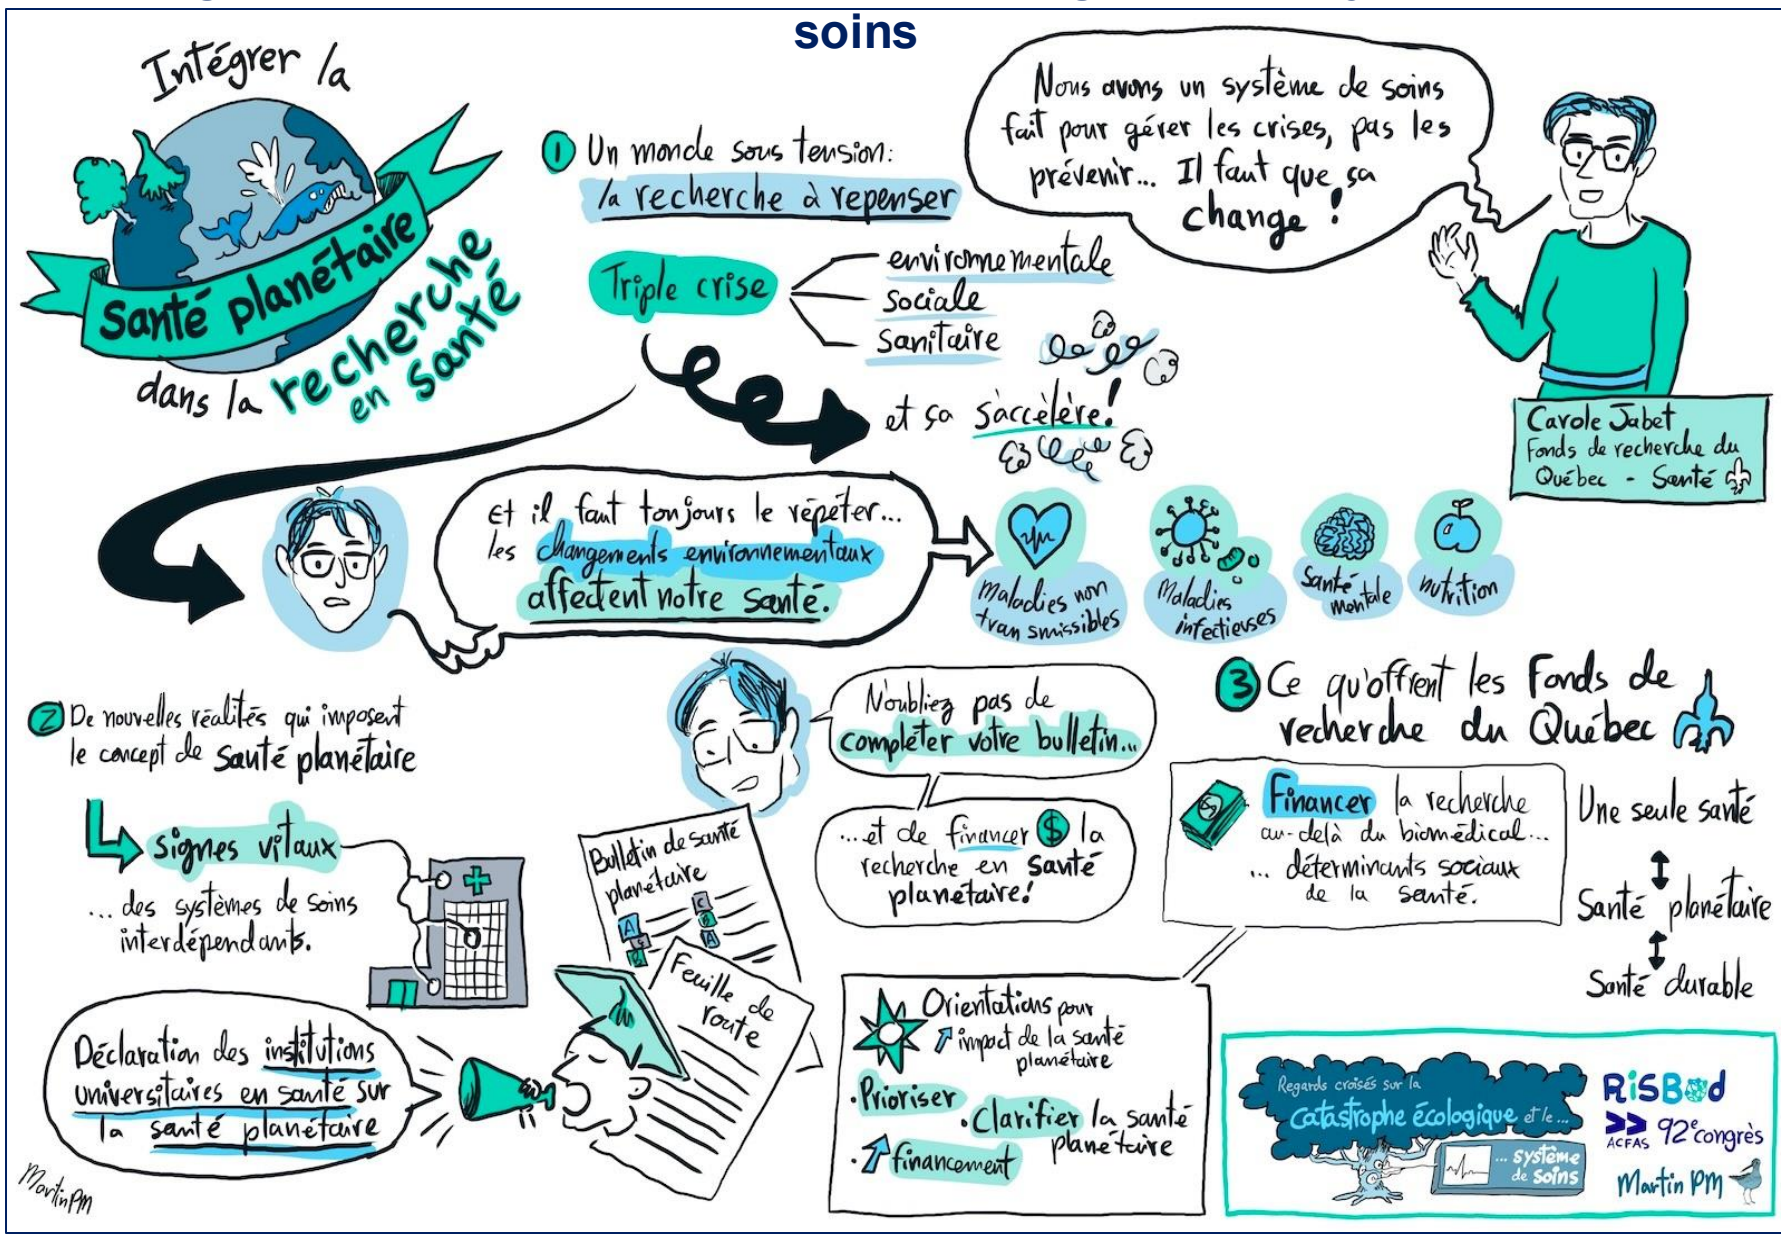 soins
Intégrer la
Santé planétaire
dans la recherche
en santé
1 Un monde sous tension:
la recherche à repenser
Triple crise
environnementale
sociale
sanitaire
et ça s'accélère!
Nous avons un système de soins
fait pour gérer les crises, pas les
prévenir... Il faut que ça
change !
Carole Jabet
Fonds de recherche du
Québec - Santé
Et il faut toujours le répéter...
les changements environnementaux
affectent notre santé.
Maladies non
transmissibles
Maladies
infectieuses
Santé
mentale
nutrition
2 De nouvelles réalités qui imposent
le concept de santé planétaire
signes vitaux
... des systèmes de soins
interdépendants.
Déclaration des institutions
universitaires en santé sur
la santé planétaire
N'oubliez pas de
compléter votre bulletin...
...et de financer $ la
recherche en santé
planétaire!
Bulletin de santé
planétaire
A
B
C
B
A
Feuille de
route
3 Ce qu'offrent les Fonds de
recherche du Québec
Financer la recherche
au-delà du biomédical...
... déterminants sociaux
de la santé.
Une seule santé
Santé planétaire
Santé durable
Orientations pour
impact de la santé
planétaire
• Prioriser
• Clarifier la santé
planétaire
• financement
Regards croisés sur la
catastrophe écologique et le...
... système
de soins
RiSBOd
ACFAS 92e congrès
Martin PM
MartinPM